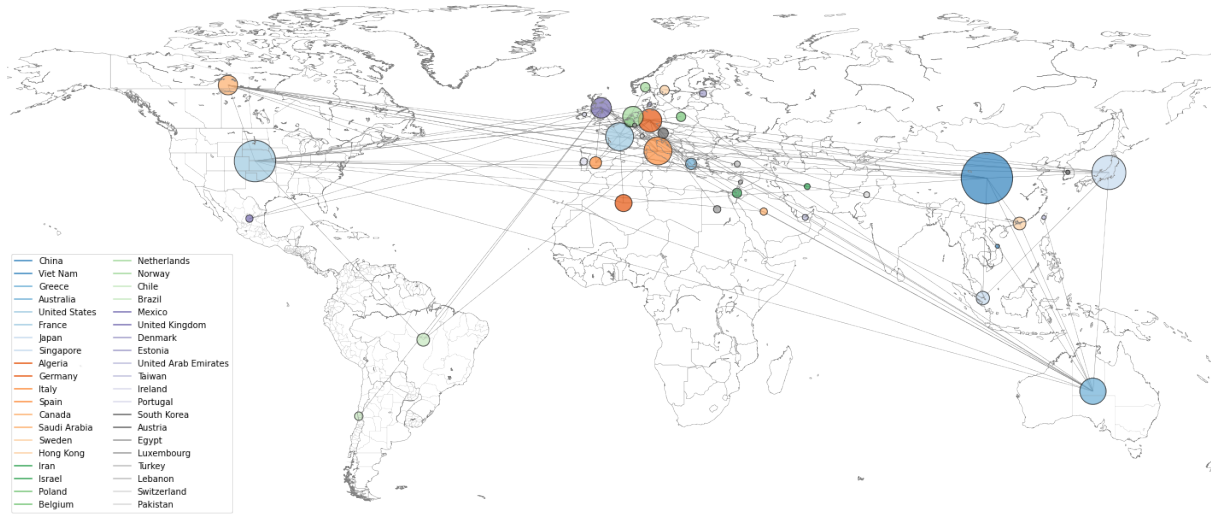 China
Viet Nam
Greece
Australia
United States
France
Japan
Singapore
Algeria
Germany
Italy
Spain
Canada
Saudi Arabia
Sweden
Hong Kong
Iran
Israel
Poland
Belgium
Netherlands
Norway
Chile
Brazil
Mexico
United Kingdom
Denmark
Estonia
United Arab Emirates
Taiwan
Ireland
Portugal
South Korea
Austria
Egypt
Luxembourg
Turkey
Lebanon
Switzerland
Pakistan